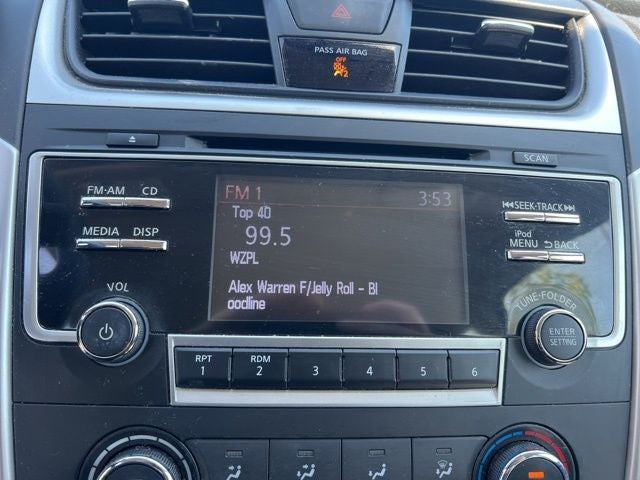 PASS AIR BAG
OFF
2
SCAN
FM·AM CD
MEDIA DISP
VOL
FM 1 3:53
Top 40
99.5
WZPL
Alex Warren F/Jelly Roll - Bl
oodline
SEEK·TRACK
iPod
MENU BACK
TUNE·FOLDER
ENTER
SETTING
RPT RDM
1 2 3 4 5 6